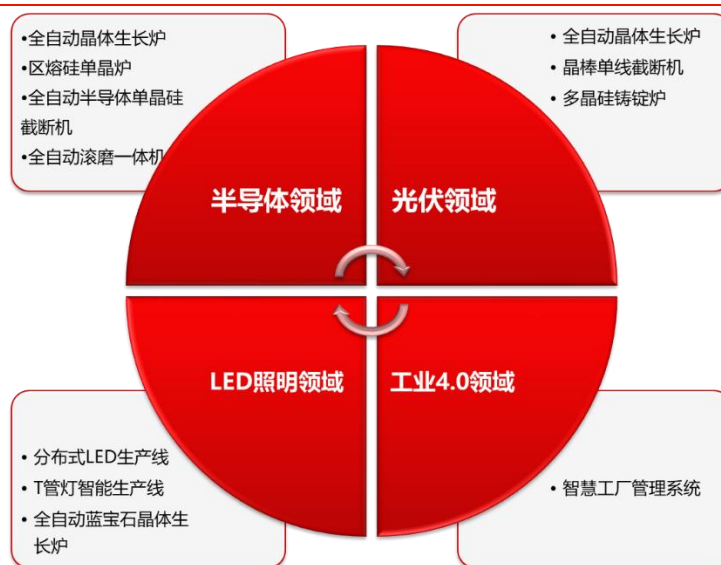 •全自动晶体生长炉
•区熔硅单晶炉
•全自动半导体单晶硅
截断机
•全自动滚磨一体机
• 全自动晶体生长炉
• 晶棒单线截断机
• 多晶硅铸锭炉
半导体领域
光伏领域
LED照明领域
工业4.0领域
• 分布式LED生产线
• T管灯智能生产线
• 全自动蓝宝石晶体生
长炉
• 智慧工厂管理系统